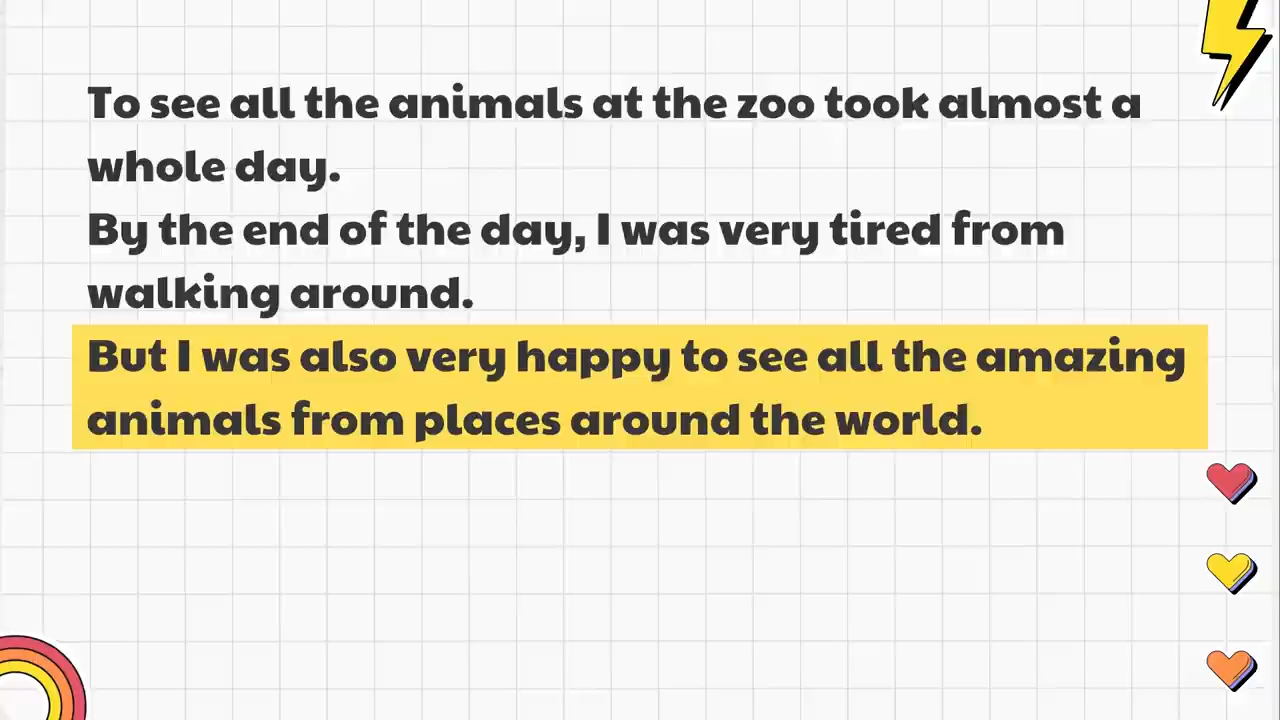 To see all the animals at the zoo took almost a
whole day.
By the end of the day, I was very tired from
walking around.
But I was also very happy to see all the amazing
animals from places around the world.